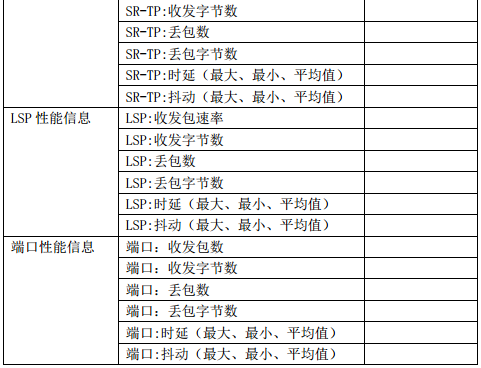 SR-TP:收发字节数
SR-TP:丢包数
SR-TP:丢包字节数
SR-TP:时延（最大、最小、平均值）
SR-TP:抖动（最大、最小、平均值）
LSP 性能信息 LSP:收发包速率
LSP:收发字节数
LSP:丢包数
LSP:丢包字节数
LSP:时延（最大、最小、平均值）
LSP:抖动（最大、最小、平均值）
端口性能信息 端口：收发包数
端口：收发字节数
端口：丢包数
端口：丢包字节数
端口:时延（最大、最小、平均值）
端口:抖动（最大、最小、平均值）